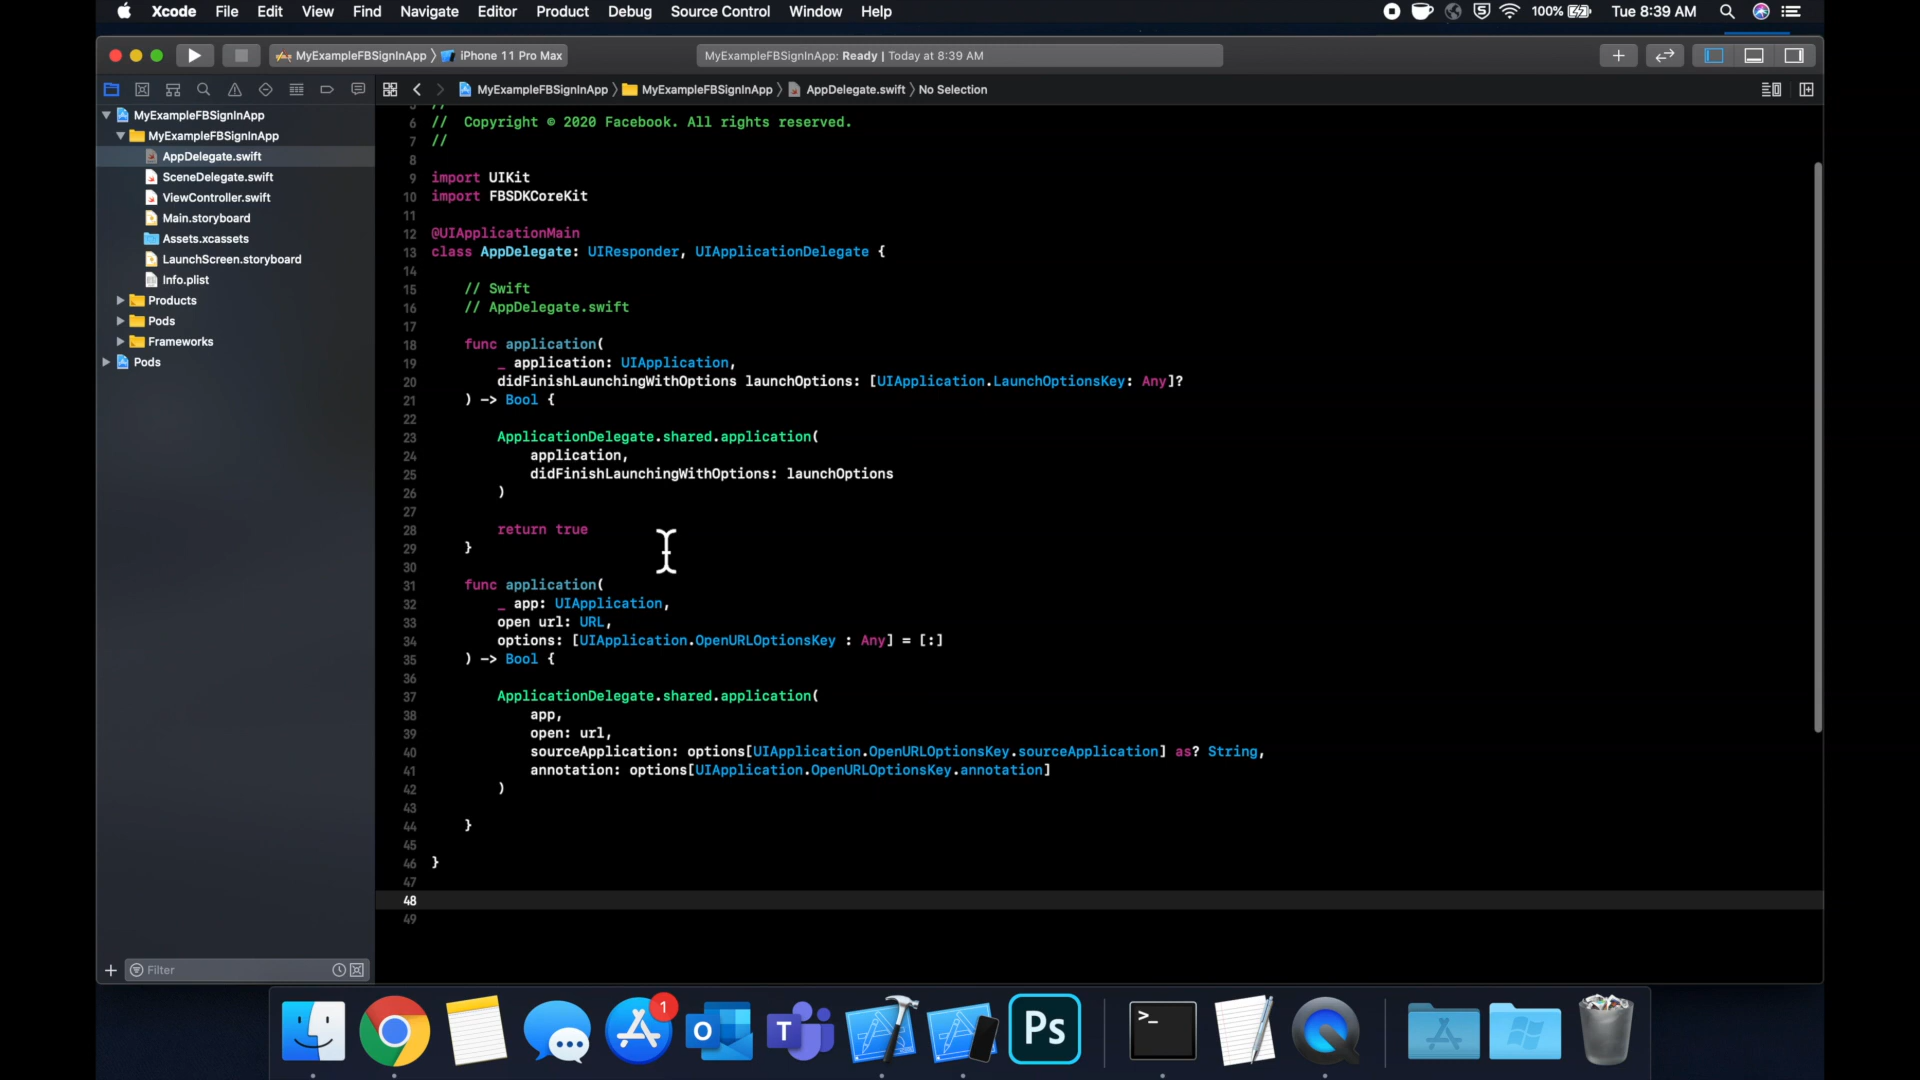 Xcode File Edit View Find Navigate Editor Product Debug Source Control Window Help 100% Tue 8:39 AM
MyExampleFBSignInApp iPhone 11 Pro Max MyExampleFBSignInApp: Ready | Today at 8:39 AM
MyExampleFBSignInApp MyExampleFBSignInApp AppDelegate.swift No Selection
MyExampleFBSignInApp
MyExampleFBSignInApp
AppDelegate.swift
SceneDelegate.swift
ViewController.swift
Main.storyboard
Assets.xcassets
LaunchScreen.storyboard
Info.plist
Products
Pods
Frameworks
Pods
Filter
5 //
6 // Copyright © 2020 Facebook. All rights reserved.
7 //
8
9 import UIKit
10 import FBSDKCoreKit
11
12 @UIApplicationMain
13 class AppDelegate: UIResponder, UIApplicationDelegate {
14
15 // Swift
16 // AppDelegate.swift
17
18 func application(
19 _ application: UIApplication,
20 didFinishLaunchingWithOptions launchOptions: [UIApplication.LaunchOptionsKey: Any]?
21 ) -> Bool {
22
23 ApplicationDelegate.shared.application(
24 application,
25 didFinishLaunchingWithOptions: launchOptions
26 )
27
28 return true
29 }
30
31 func application(
32 _ app: UIApplication,
33 open url: URL,
34 options: [UIApplication.OpenURLOptionsKey : Any] = [:]
35 ) -> Bool {
36
37 ApplicationDelegate.shared.application(
38 app,
39 open: url,
40 sourceApplication: options[UIApplication.OpenURLOptionsKey.sourceApplication] as? String,
41 annotation: options[UIApplication.OpenURLOptionsKey.annotation]
42 )
43
44 }
45
46 }
47
48
49
1
O
T
Ps
>_